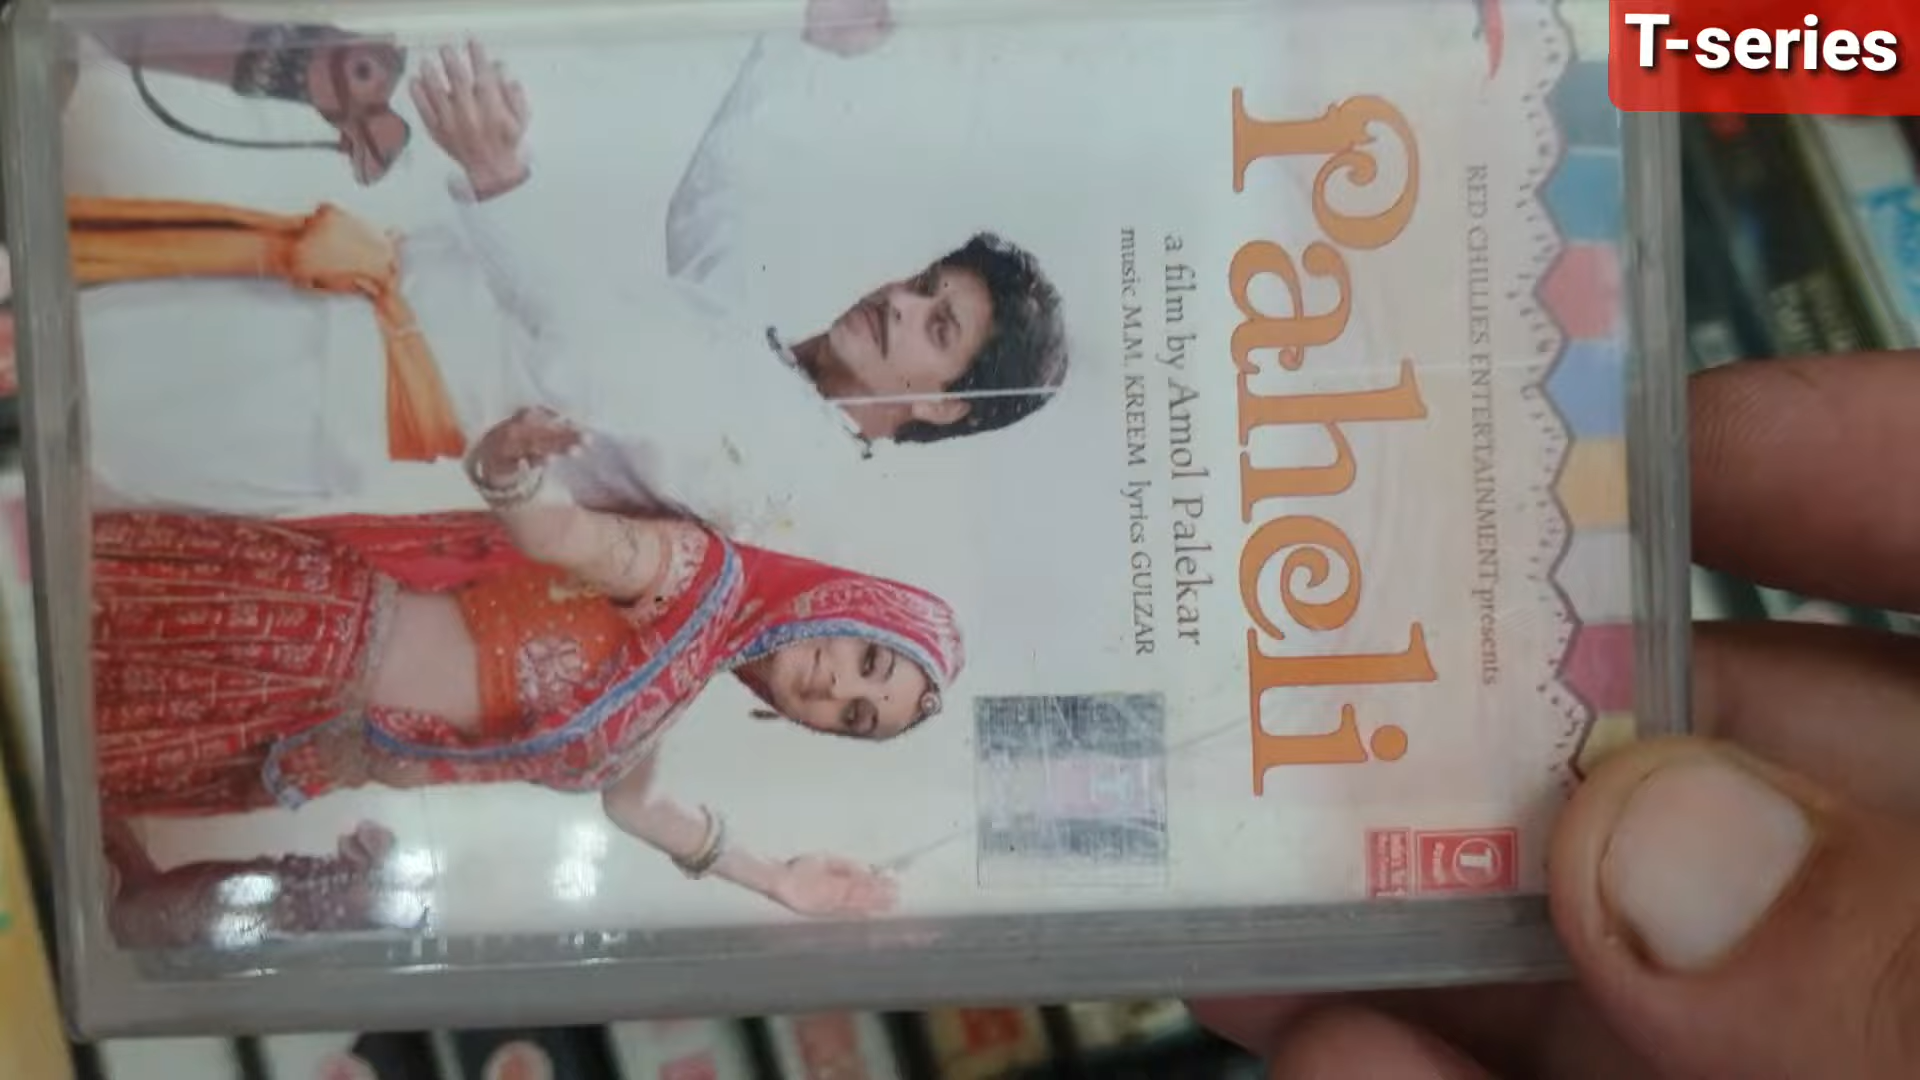 T-series
RED CHILLIES ENTERTAINMENT presents
Paheli
a film by Amol Palekar
music M.M. KREEM lyrics GULZAR
T